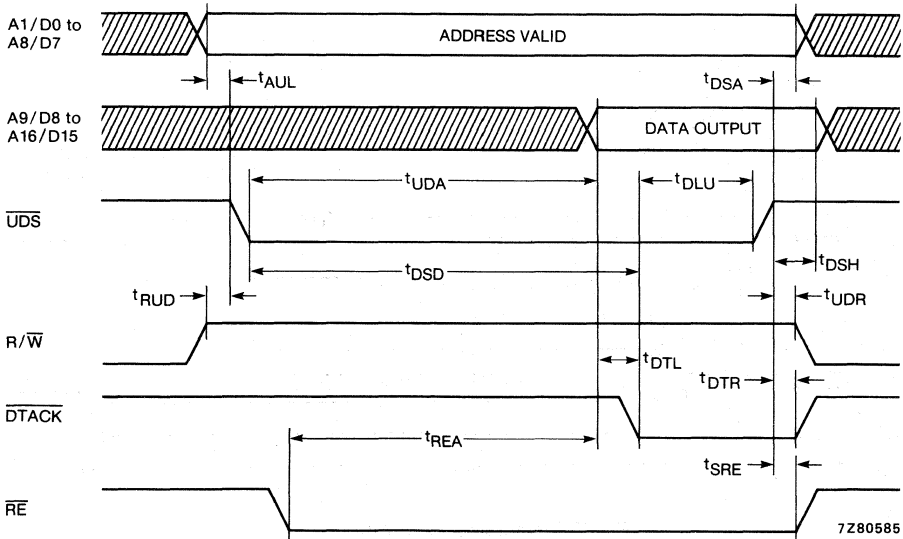 A1/D0 to
A8/D7
ADDRESS VALID
tAUL
tDSA
A9/D8 to
A16/D15
DATA OUTPUT
tUDA
tDLU
UDS
tDSD
tDSH
tRUD
tUDR
R/W
tDTL
tDTR
DTACK
tREA
tSRE
RE
7Z80585